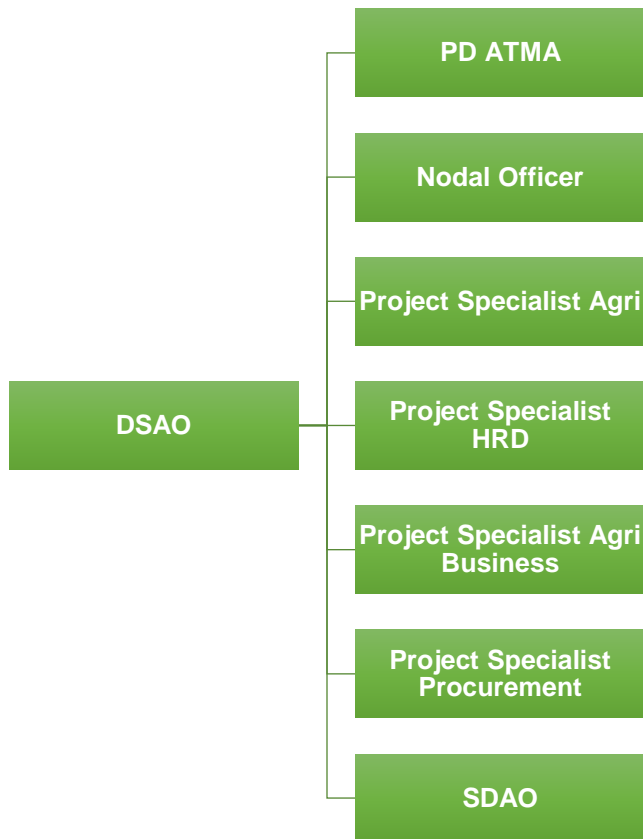 PD ATMA
Nodal Officer
Project Specialist Agri
DSAO
Project Specialist
HRD
Project Specialist Agri
Business
Project Specialist
Procurement
SDAO